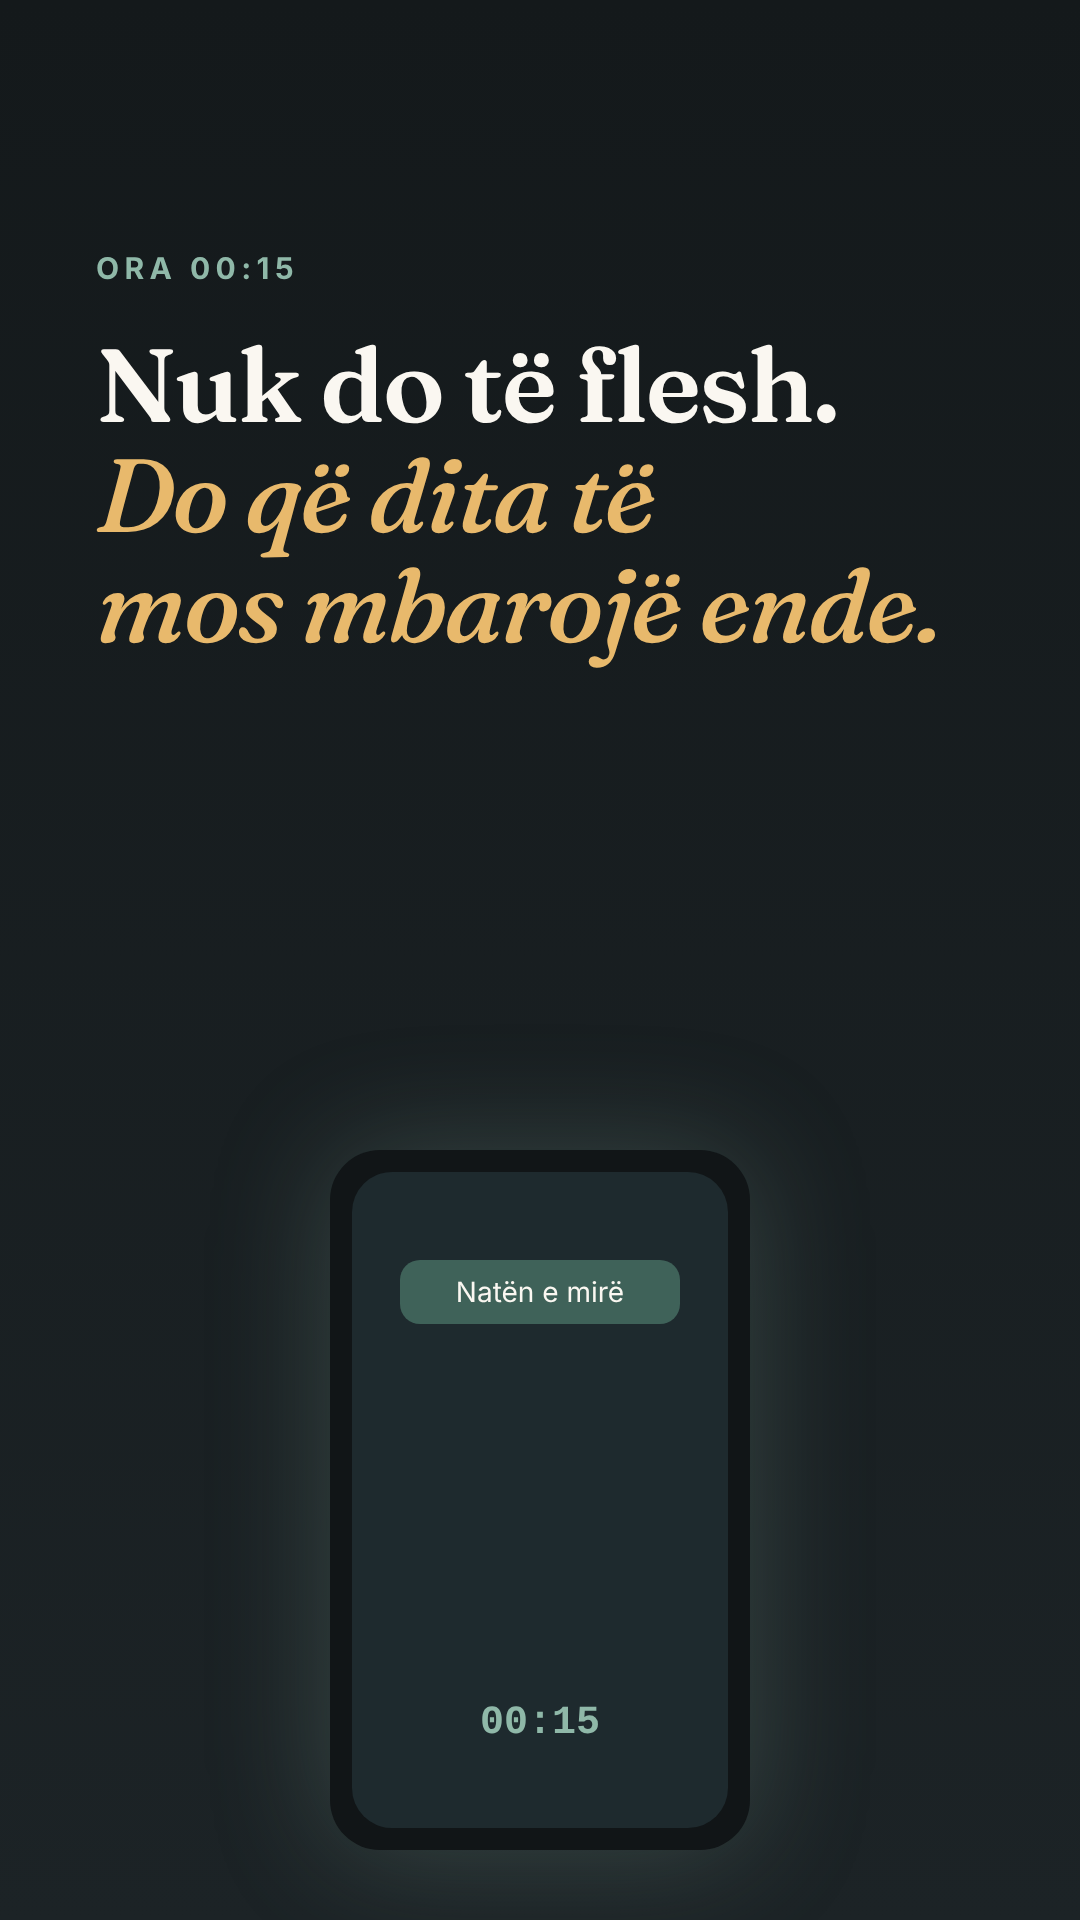 ORA 00:15
Nuk do të flesh.
Do që dita të
mos mbarojë ende.
Natën e mirë
00:15